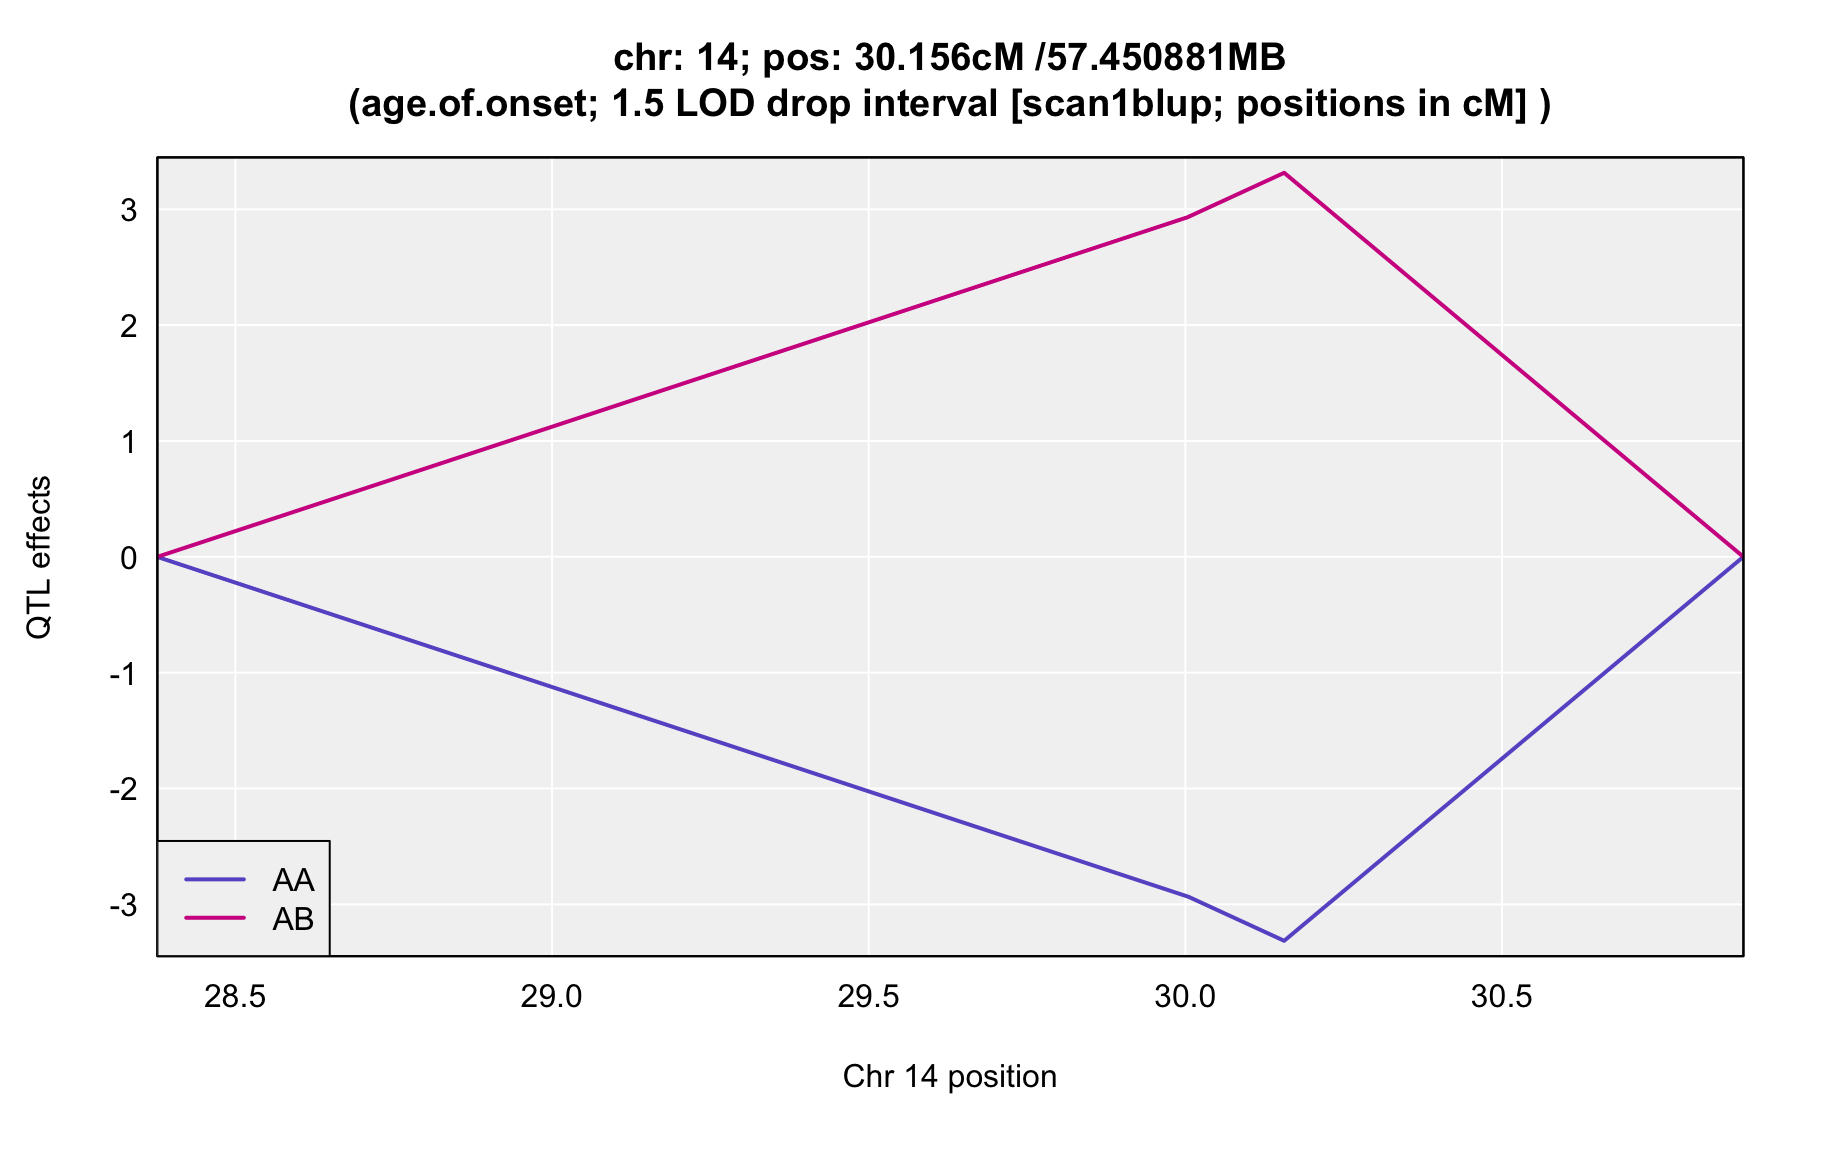 chr: 14; pos: 30.156cM /57.450881MB
(age.of.onset; 1.5 LOD drop interval [scan1blup; positions in cM] )
QTL effects
3
2
1
0
-1
-2
-3
AA
AB
28.5 29.0 29.5 30.0 30.5
Chr 14 position